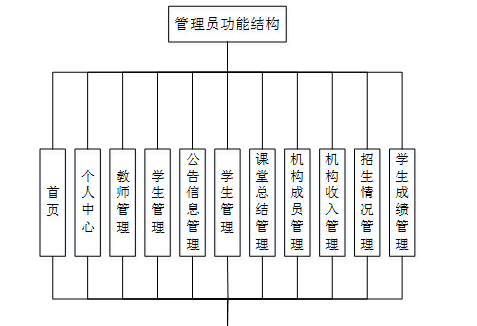 管理员功能结构
首页
个人中心
教师管理
学生管理
公告信息管理
学生管理
课堂总结管理
机构成员管理
机构收入管理
招生情况管理
学生成绩管理